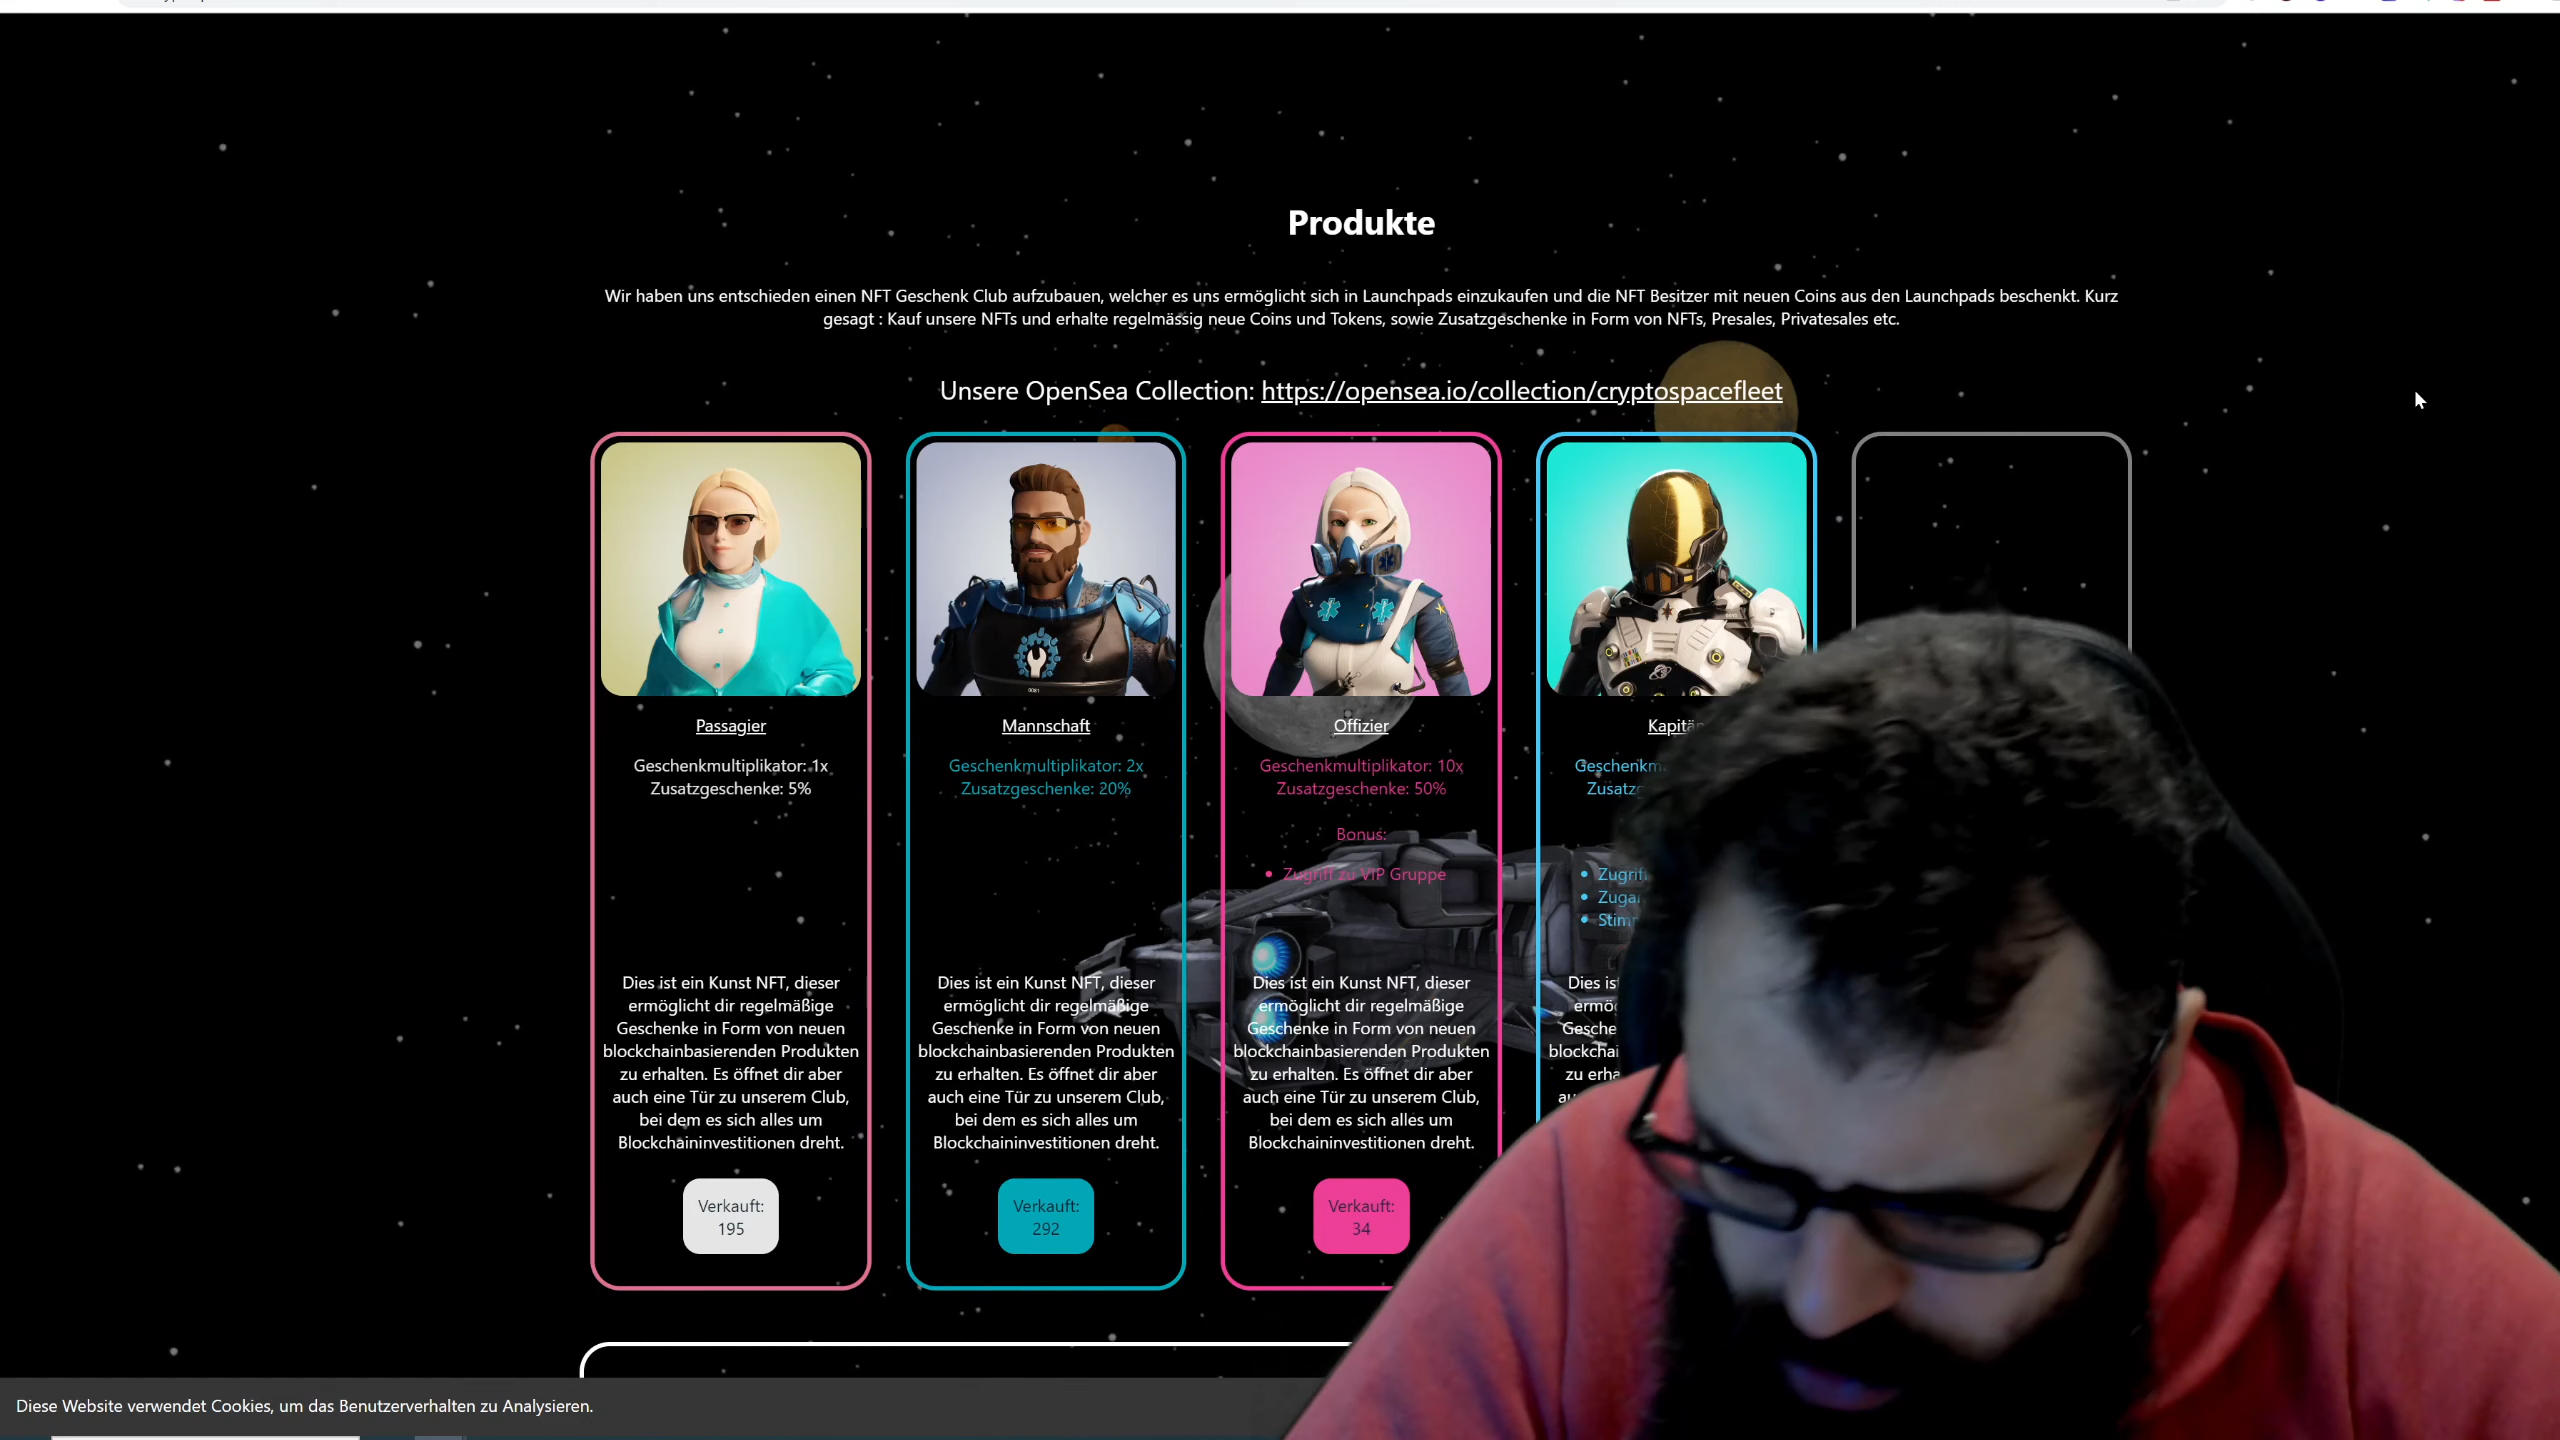 Produkte
Wir haben uns entschieden einen NFT Geschenk Club aufzubauen, welcher es uns ermöglicht sich in Launchpads einzukaufen und die NFT Besitzer mit neuen Coins aus den Launchpads beschenkt. Kurz
gesagt : Kauf unsere NFTs und erhalte regelmässig neue Coins und Tokens, sowie Zusatzgeschenke in Form von NFTs, Presales, Privatesales etc.
Unsere OpenSea Collection: https://opensea.io/collection/cryptospacefleet
Passagier
Geschenkmultiplikator: 1x
Zusatzgeschenke: 5%
Dies ist ein Kunst NFT, dieser
ermöglicht dir regelmäßige
Geschenke in Form von neuen
blockchainbasierenden Produkten
zu erhalten. Es öffnet dir aber
auch eine Tür zu unserem Club,
bei dem es sich alles um
Blockchaininvestitionen dreht.
Verkauft:
195
Mannschaft
Geschenkmultiplikator: 2x
Zusatzgeschenke: 20%
Dies ist ein Kunst NFT, dieser
ermöglicht dir regelmäßige
Geschenke in Form von neuen
blockchainbasierenden Produkten
zu erhalten. Es öffnet dir aber
auch eine Tür zu unserem Club,
bei dem es sich alles um
Blockchaininvestitionen dreht.
Verkauft:
292
Offizier
Geschenkmultiplikator: 10x
Zusatzgeschenke: 50%
Bonus:
Zugriff zu VIP Gruppe
Dies ist ein Kunst NFT, dieser
ermöglicht dir regelmäßige
Geschenke in Form von neuen
blockchainbasierenden Produkten
zu erhalten. Es öffnet dir aber
auch eine Tür zu unserem Club,
bei dem es sich alles um
Blockchaininvestitionen dreht.
Verkauft:
34
Kapitän
Dies
zu
Diese Website verwendet Cookies, um das Benutzerverhalten zu Analysieren.